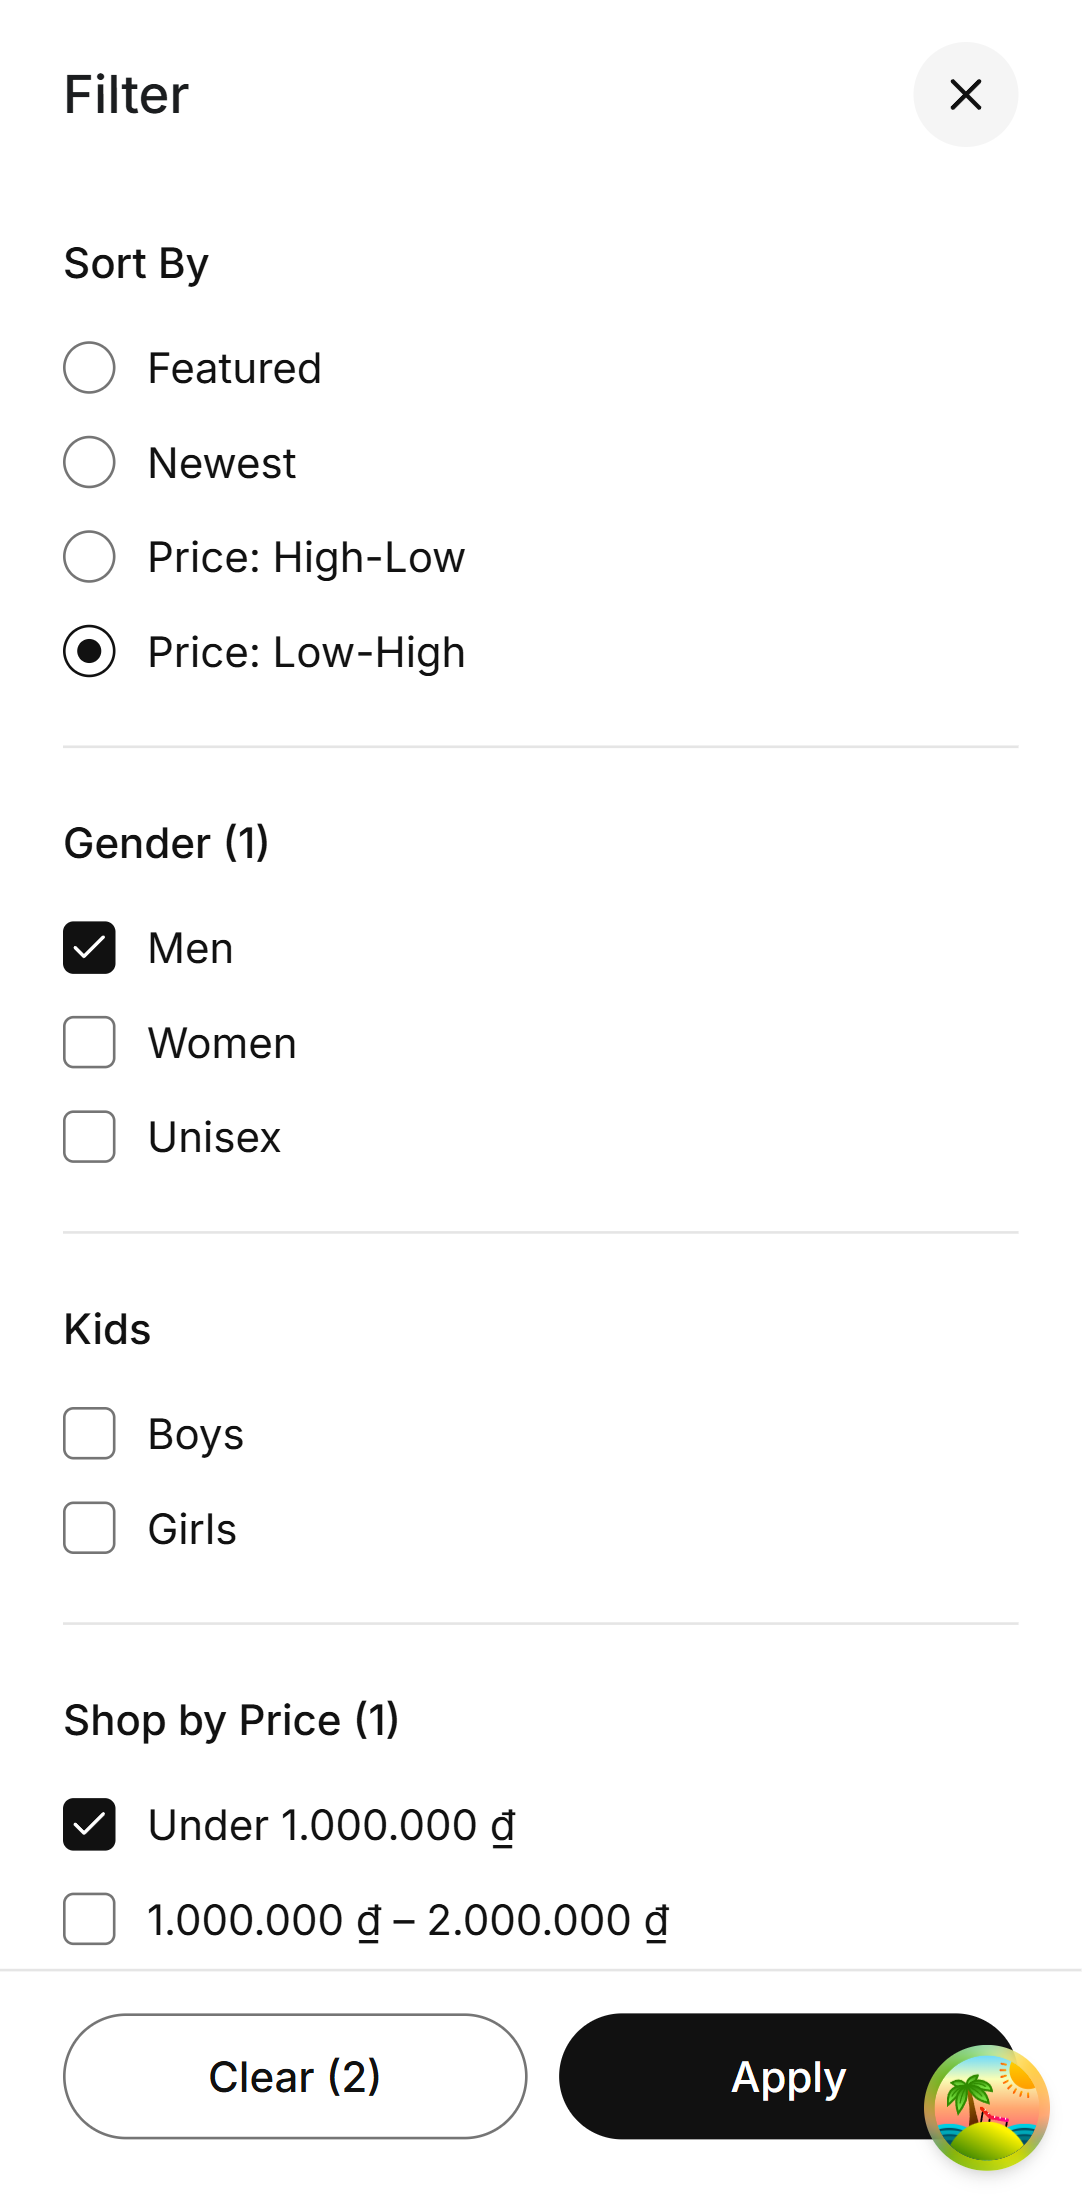 Filter
Sort By
Featured
Newest
Price: High-Low
Price: Low-High
Gender (1)
Men
Women
Unisex
Kids
Boys
Girls
Shop by Price (1)
Under 1.000.000 ₫
1.000.000 ₫ – 2.000.000 ₫
Clear (2)
Apply